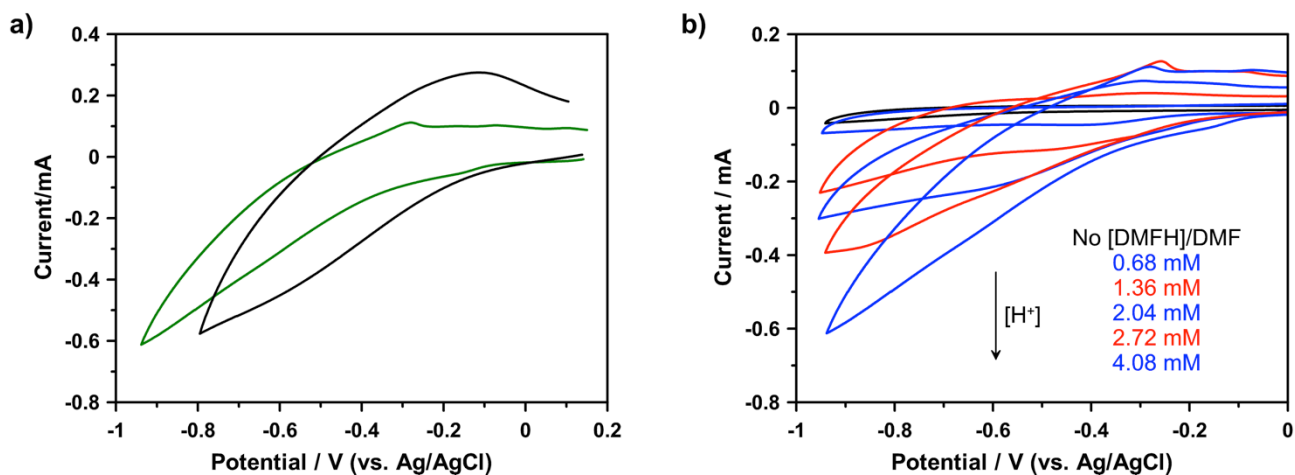 a)
0.4
0.2
0
-0.2
-0.4
-0.6
-0.8
Current/mA
-1 -0.8 -0.6 -0.4 -0.2 0 0.2
Potential / V (vs. Ag/AgCl)
b)
0.2
0
-0.2
-0.4
-0.6
-0.8
Current / mA
No [DMFH]/DMF
0.68 mM
1.36 mM
2.04 mM
2.72 mM
4.08 mM
[H⁺]
-1 -0.8 -0.6 -0.4 -0.2 0
Potential / V (vs. Ag/AgCl)